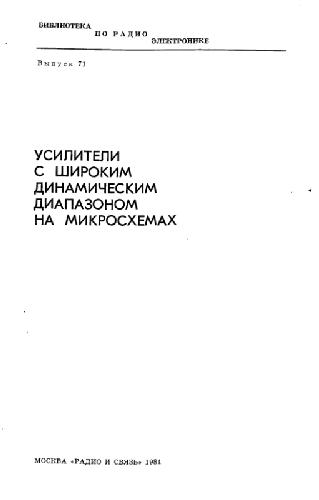 БИБЛИОТЕКА
ПО РАДИО
ЭЛЕКТРОНИКЕ
Выпуск 71
УСИЛИТЕЛИ
С ШИРОКИМ
ДИНАМИЧЕСКИМ
ДИАПАЗОНОМ
НА МИКРОСХЕМАХ
МОСКВА «РАДИО И СВЯЗЬ» 1984